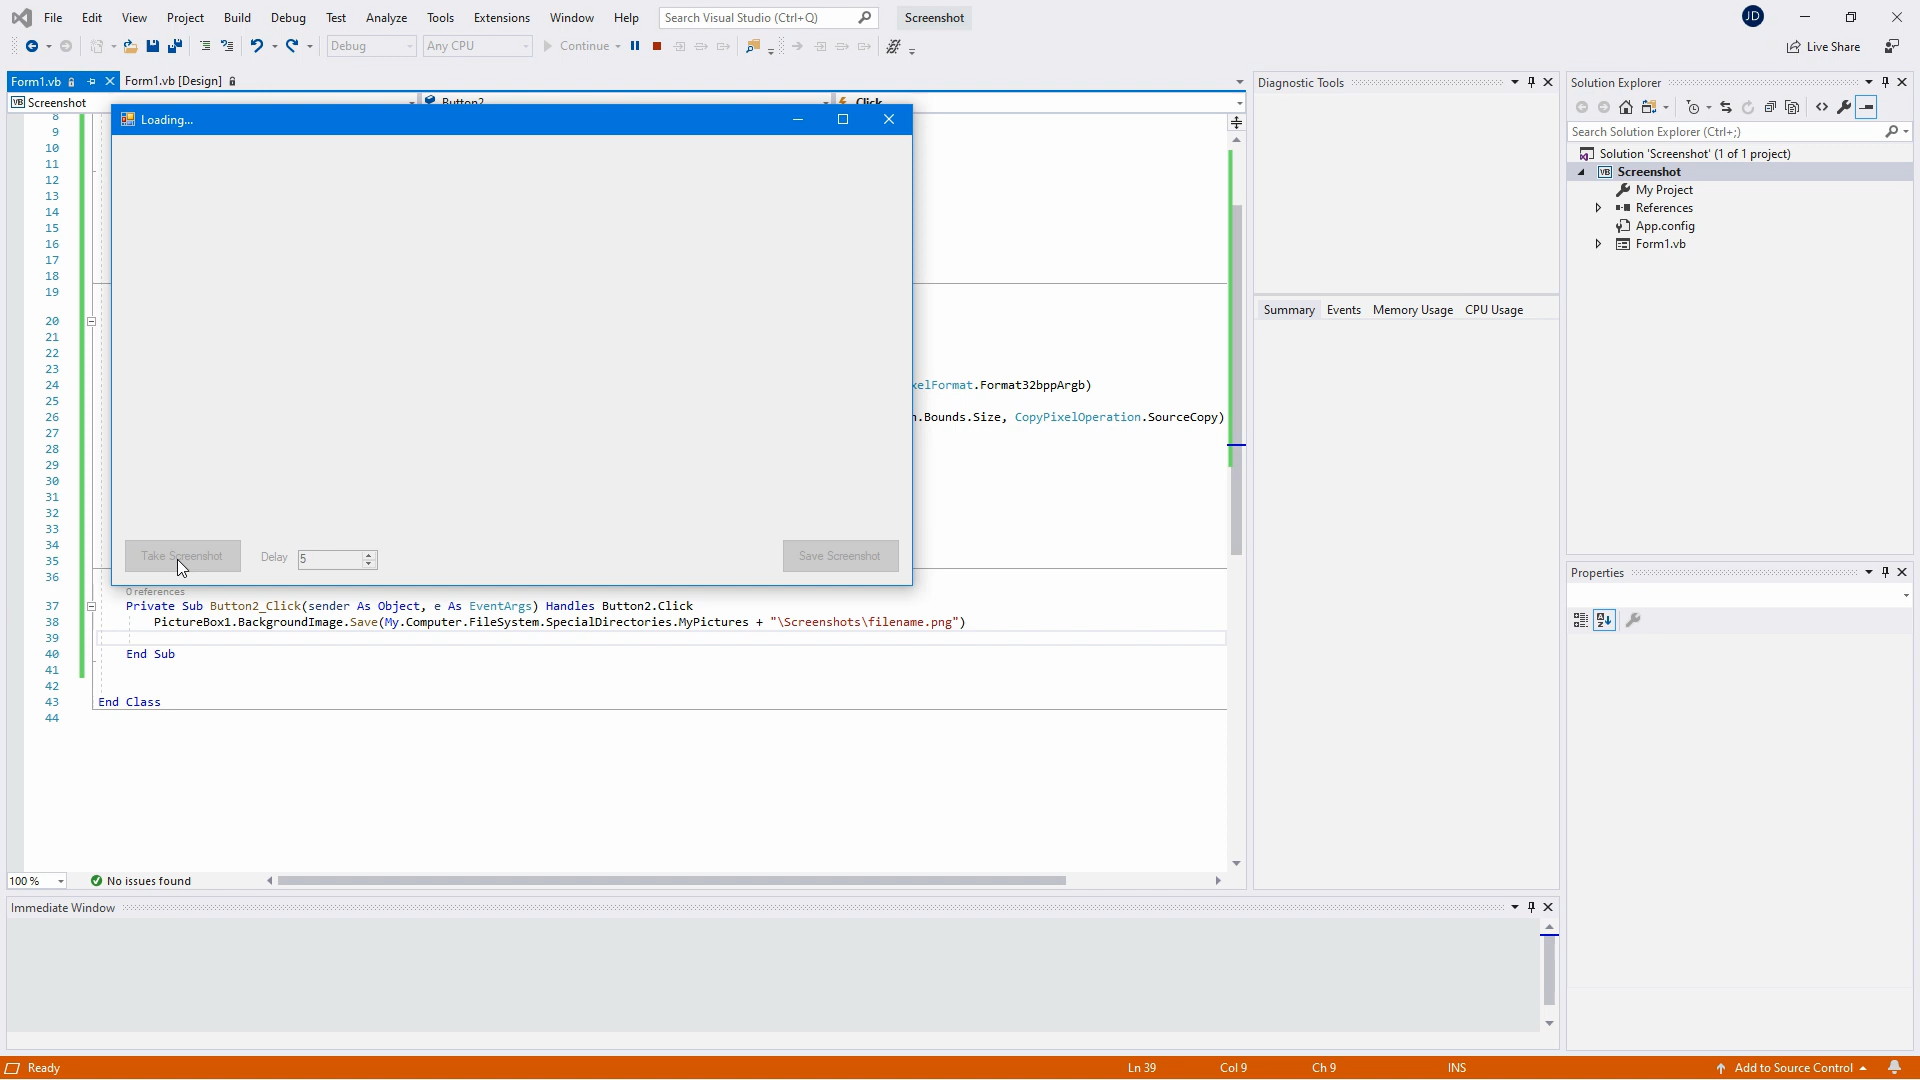 File Edit View Project Build Debug Test Analyze Tools Extensions Window Help Search Visual Studio (Ctrl+Q) Screenshot JD
Debug Any CPU Continue Live Share
Form1.vb Form1.vb [Design]
VB Screenshot Button2 Click
Loading...
8
9
10
11
12
13
14
15
16
17
18
19
20
21
22
23
24 xelFormat.Format32bppArgb)
25
26 n.Bounds.Size, CopyPixelOperation.SourceCopy)
27
28
29
30
31
32
33
34
35
36
Take Screenshot Delay 5 Save Screenshot
0 references
37 Private Sub Button2_Click(sender As Object, e As EventArgs) Handles Button2.Click
38 PictureBox1.BackgroundImage.Save(My.Computer.FileSystem.SpecialDirectories.MyPictures + "\Screenshots\filename.png")
39
40 End Sub
41
42
43 End Class
44
100 % No issues found
Immediate Window
Diagnostic Tools
Summary Events Memory Usage CPU Usage
Solution Explorer
Search Solution Explorer (Ctrl+;)
Solution 'Screenshot' (1 of 1 project)
VB Screenshot
My Project
References
App.config
Form1.vb
Properties
Ready Ln 39 Col 9 Ch 9 INS Add to Source Control